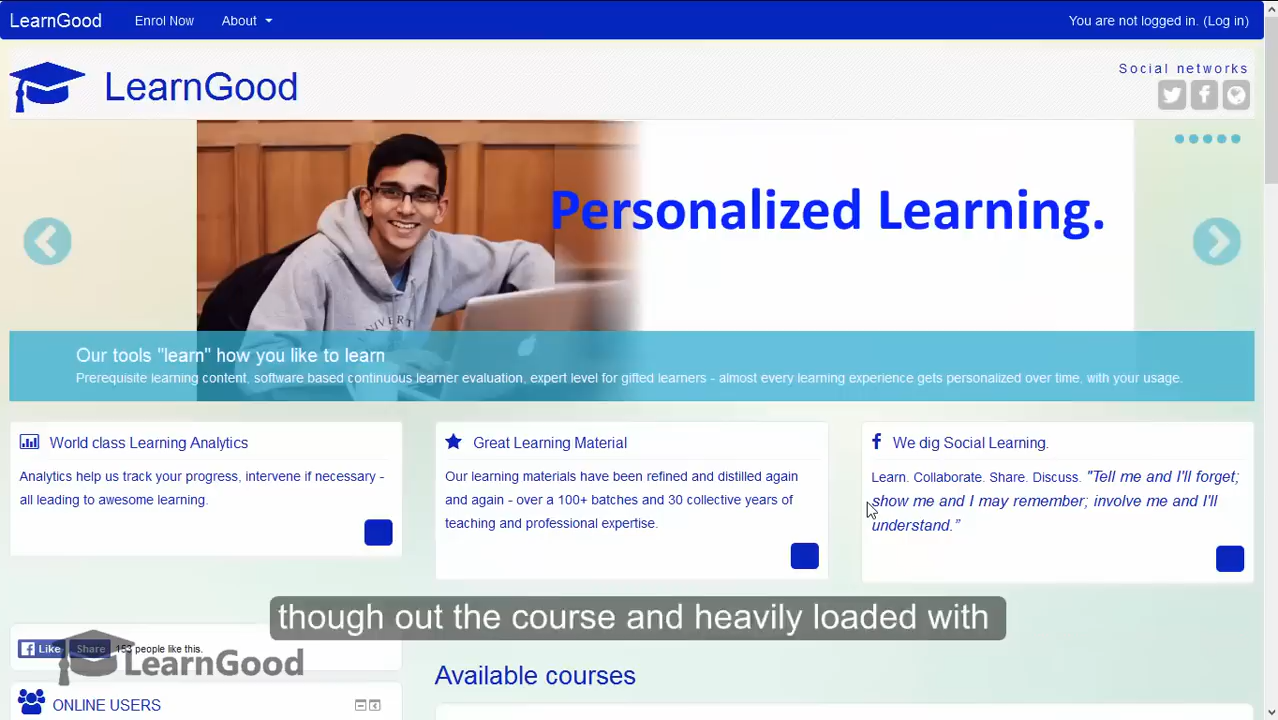 LearnGood
Enrol Now
About
You are not logged in. (Log in)
LearnGood
Social networks
Personalized Learning.
NIVERT
Our tools "learn" how you like to learn
Prerequisite learning content, software based continuous learner evaluation, expert level for gifted learners - almost every learning experience gets personalized over time, with your usage.
World class Learning Analytics
Analytics help us track your progress, intervene if necessary -
all leading to awesome learning.
Great Learning Material
Our learning materials have been refined and distilled again
and again - over a 100+ batches and 30 collective years of
teaching and professional expertise.
We dig Social Learning.
Learn. Collaborate. Share. Discuss. "Tell me and I'll forget;
show me and I may remember; involve me and I'll
understand.”
though out the course and heavily loaded with
Like
Share
153 people like this.
LearnGood
Available courses
ONLINE USERS